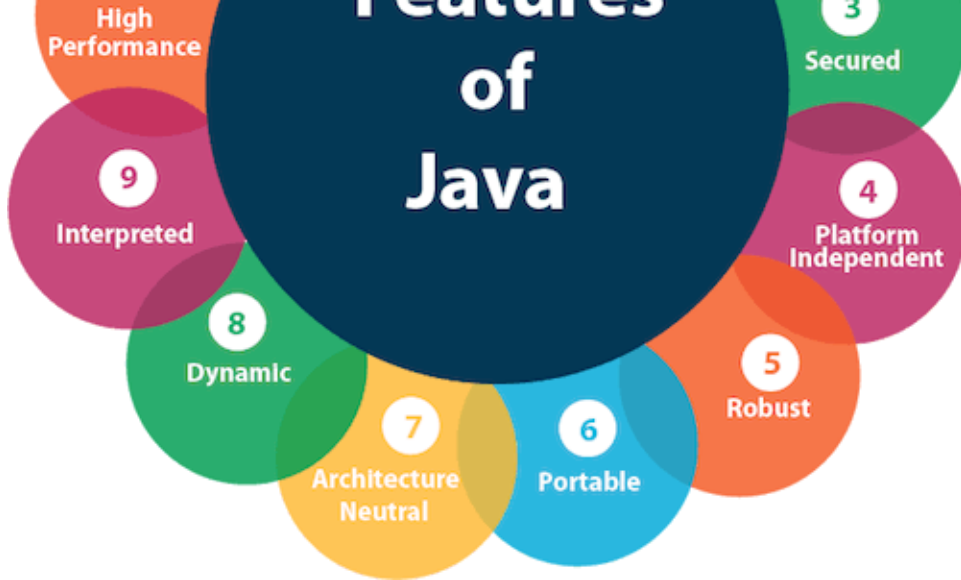 Features
of
Java
3
Secured
4
Platform
Independent
5
Robust
6
Portable
7
Architecture
Neutral
8
Dynamic
9
Interpreted
High
Performance